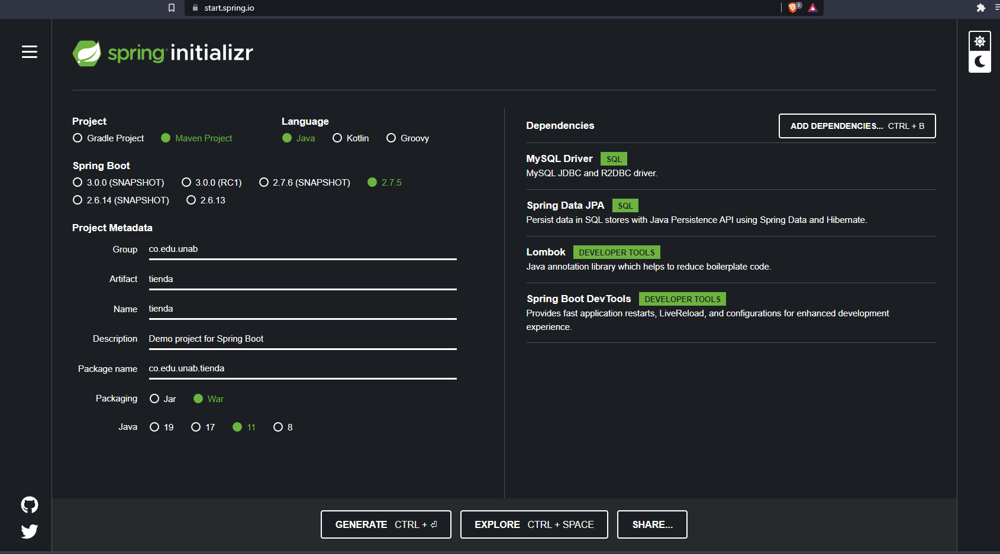 start.spring.io
2
spring initializr
Project
Gradle Project Maven Project
Language
Java Kotlin Groovy
Spring Boot
3.0.0 (SNAPSHOT) 3.0.0 (RC1) 2.7.6 (SNAPSHOT) 2.7.5
2.6.14 (SNAPSHOT) 2.6.13
Project Metadata
Group co.edu.unab
Artifact tienda
Name tienda
Description Demo project for Spring Boot
Package name co.edu.unab.tienda
Packaging Jar War
Java 19 17 11 8
Dependencies
ADD DEPENDENCIES... CTRL + B
MySQL Driver SQL
MySQL JDBC and R2DBC driver.
Spring Data JPA SQL
Persist data in SQL stores with Java Persistence API using Spring Data and Hibernate.
Lombok DEVELOPER TOOLS
Java annotation library which helps to reduce boilerplate code.
Spring Boot DevTools DEVELOPER TOOLS
Provides fast application restarts, LiveReload, and configurations for enhanced development
experience.
GENERATE CTRL + ⏎
EXPLORE CTRL + SPACE
SHARE...